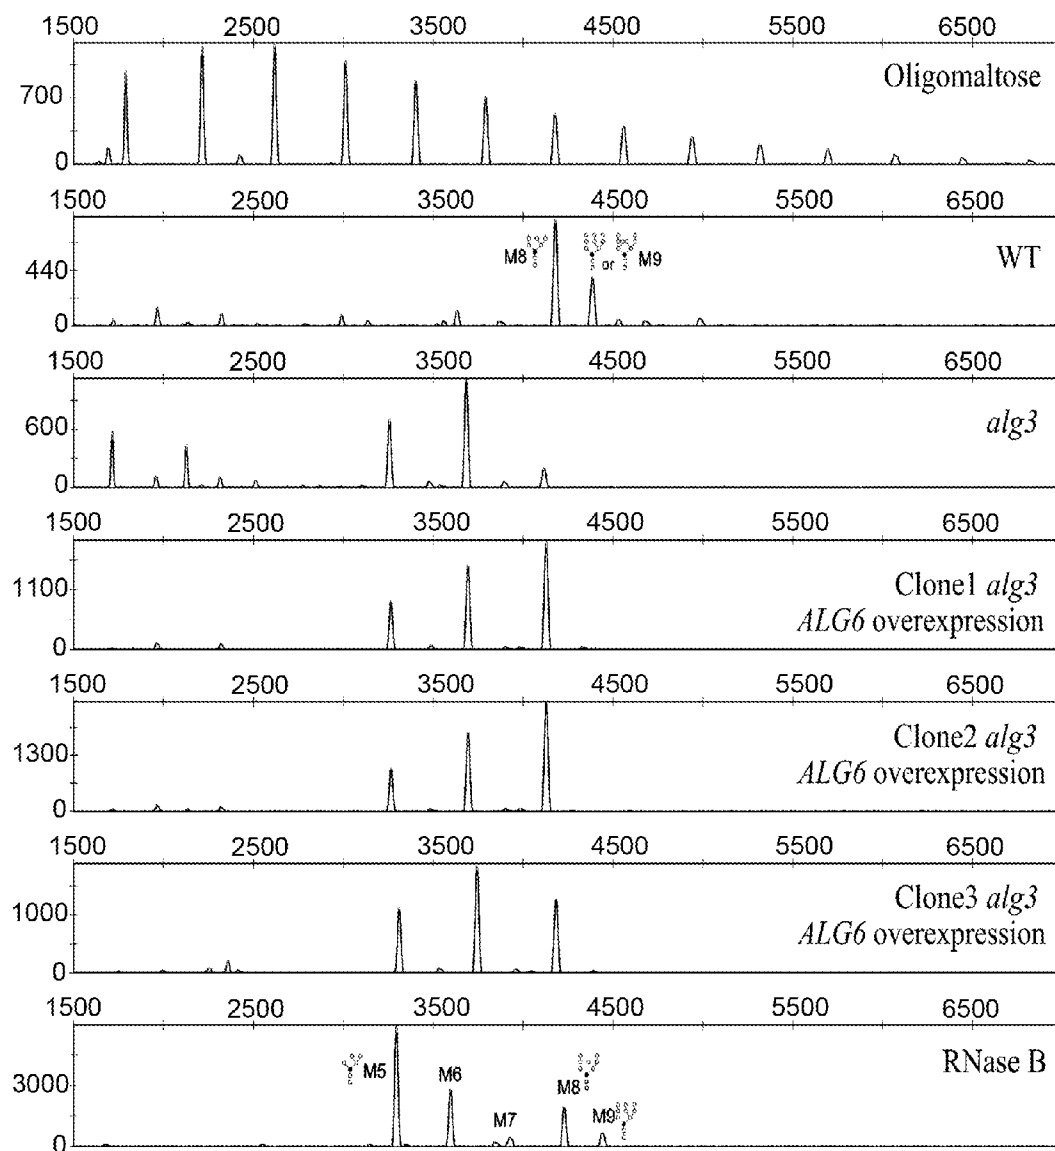 1500 2500 3500 4500 5500 6500
Oligomaltose
700
0
1500 2500 3500 4500 5500 6500
WT
M8
or
M9
440
0
1500 2500 3500 4500 5500 6500
alg3
600
0
1500 2500 3500 4500 5500 6500
Clone1 alg3
ALG6 overexpression
1100
0
1500 2500 3500 4500 5500 6500
Clone2 alg3
ALG6 overexpression
1300
0
1500 2500 3500 4500 5500 6500
Clone3 alg3
ALG6 overexpression
1000
0
1500 2500 3500 4500 5500 6500
RNase B
M5
M6
M7
M8
M9
3000
0